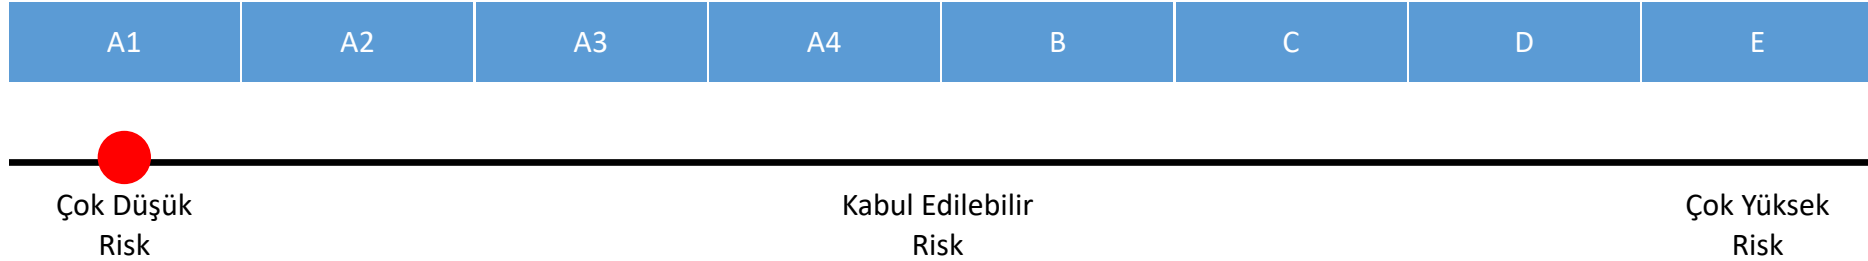 A1 A2 A3 A4 B C D E
Çok Düşük Risk
Kabul Edilebilir Risk
Çok Yüksek Risk